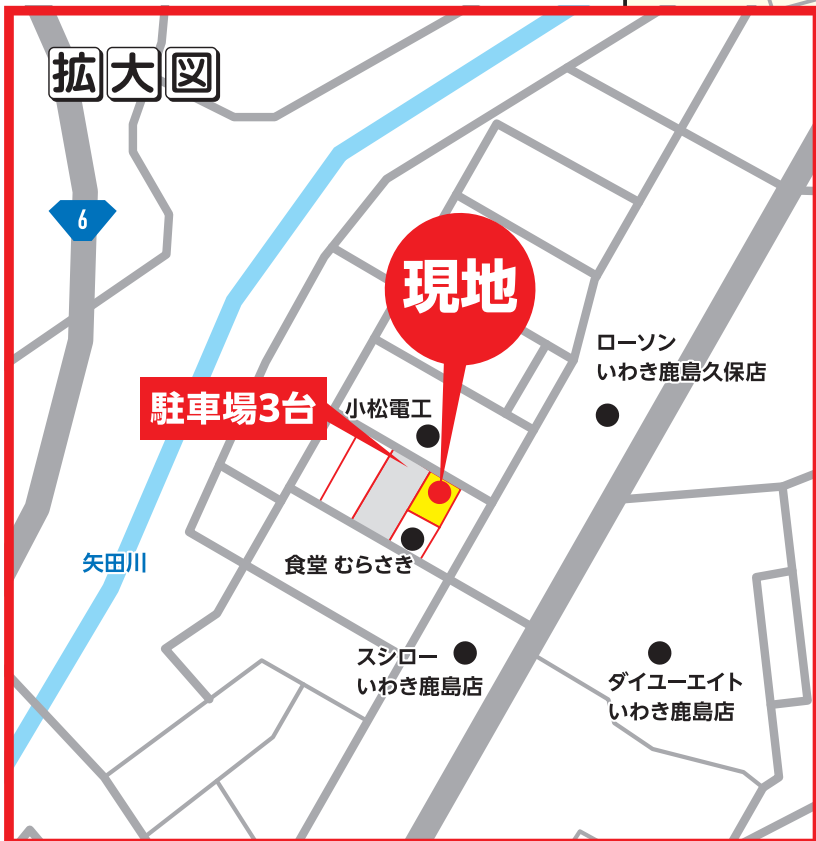 拡大図
6
現地
ローソン
いわき鹿島久保店
駐車場3台
小松電工
矢田川
食堂 むらさき
スシロー
いわき鹿島店
ダイユーエイト
いわき鹿島店